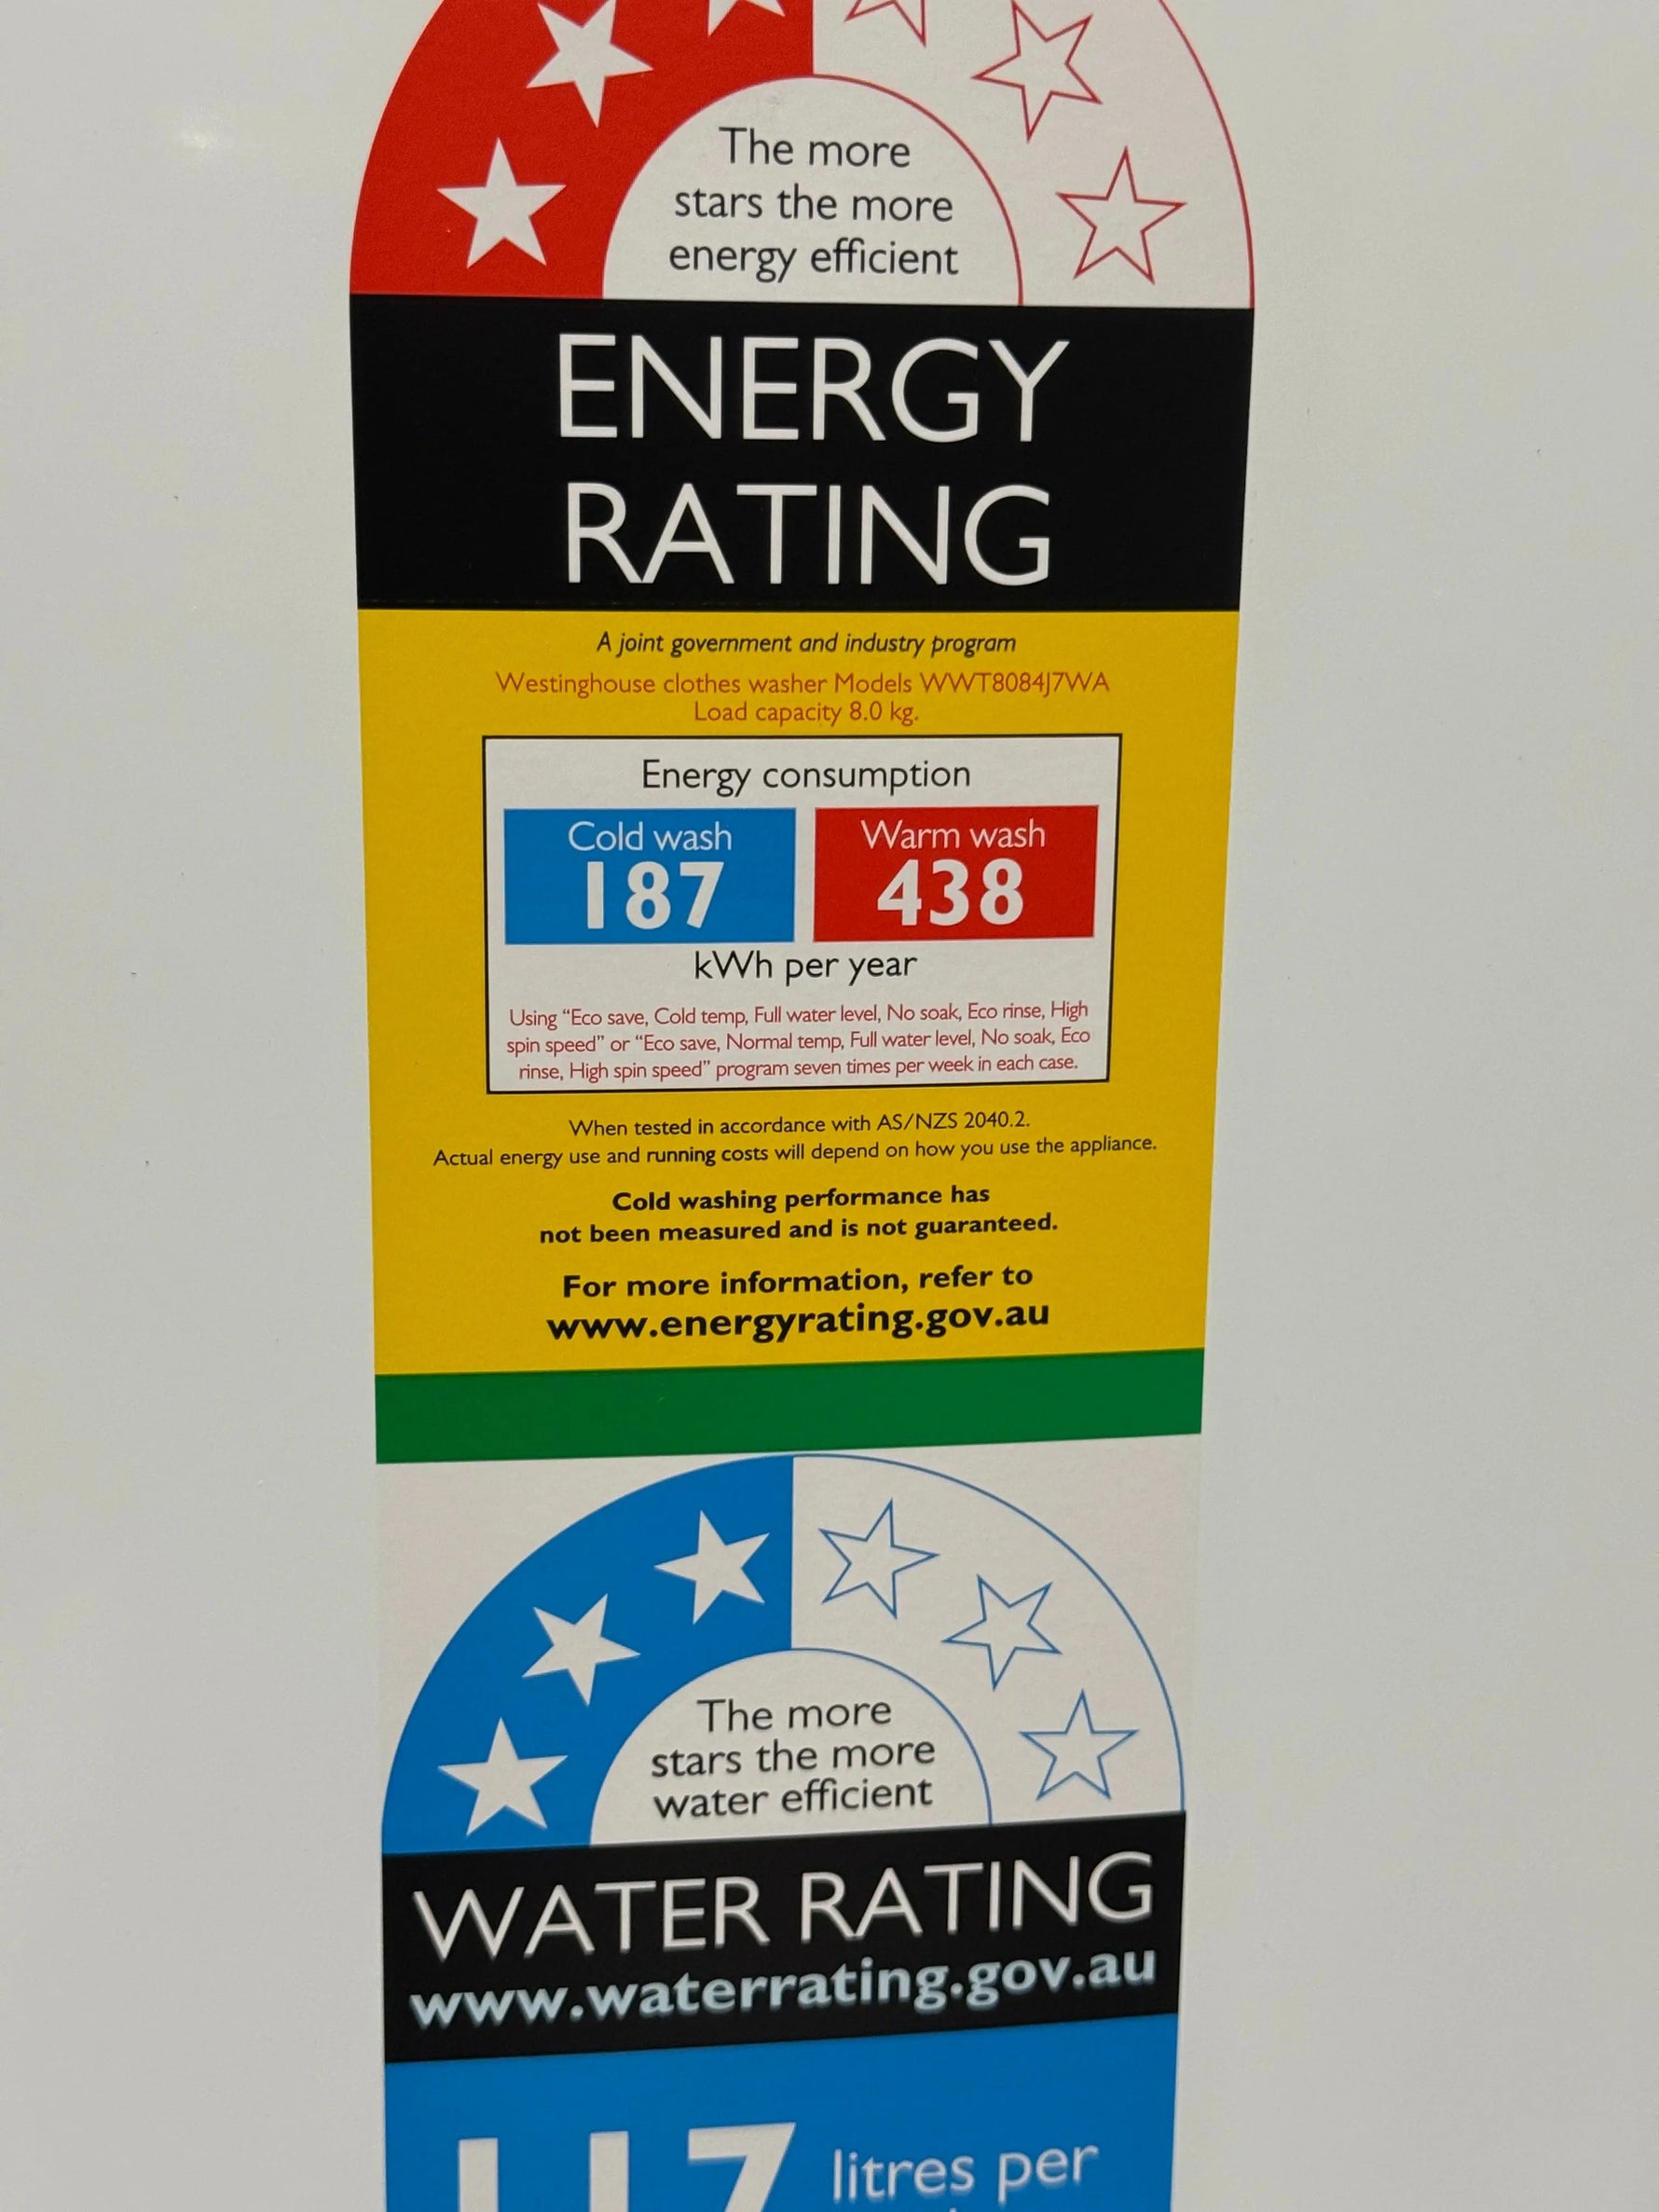 The more
stars the more
energy efficient
ENERGY
RATING
A joint government and industry program
Westinghouse clothes washer Models WWT8084J7WA
Load capacity 8.0 kg.
Energy consumption
Cold wash
187
Warm wash
438
kWh per year
Using “Eco save, Cold temp, Full water level, No soak, Eco rinse, High
spin speed” or “Eco save, Normal temp, Full water level, No soak, Eco
rinse, High spin speed” program seven times per week in each case.
When tested in accordance with AS/NZS 2040.2.
Actual energy use and running costs will depend on how you use the appliance.
Cold washing performance has
not been measured and is not guaranteed.
For more information, refer to
www.energyrating.gov.au
The more
stars the more
water efficient
WATER RATING
www.waterrating.gov.au
117 litres per